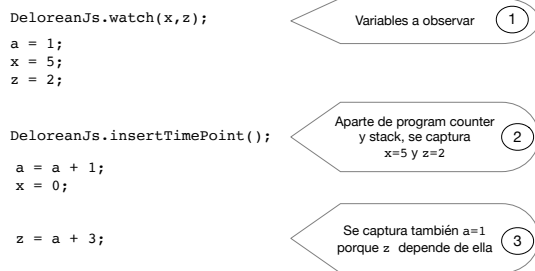 DeloreanJs.watch(x,z);
Variables a observar
1
a = 1;
x = 5;
z = 2;
DeloreanJs.insertTimePoint();
Aparte de program counter
y stack, se captura
x=5 y z=2
2
a = a + 1;
x = 0;
z = a + 3;
Se captura también a=1
porque z depende de ella
3